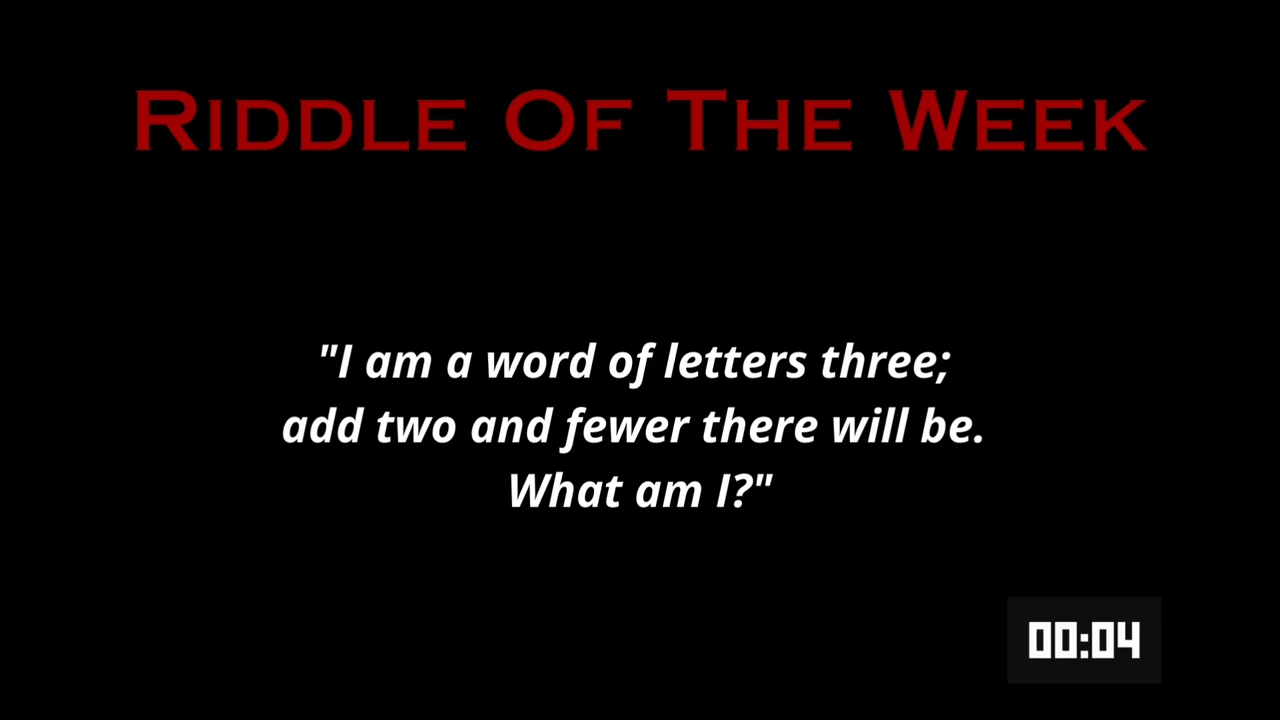 Riddle Of The Week
"I am a word of letters three;
add two and fewer there will be.
What am I?"
00:04